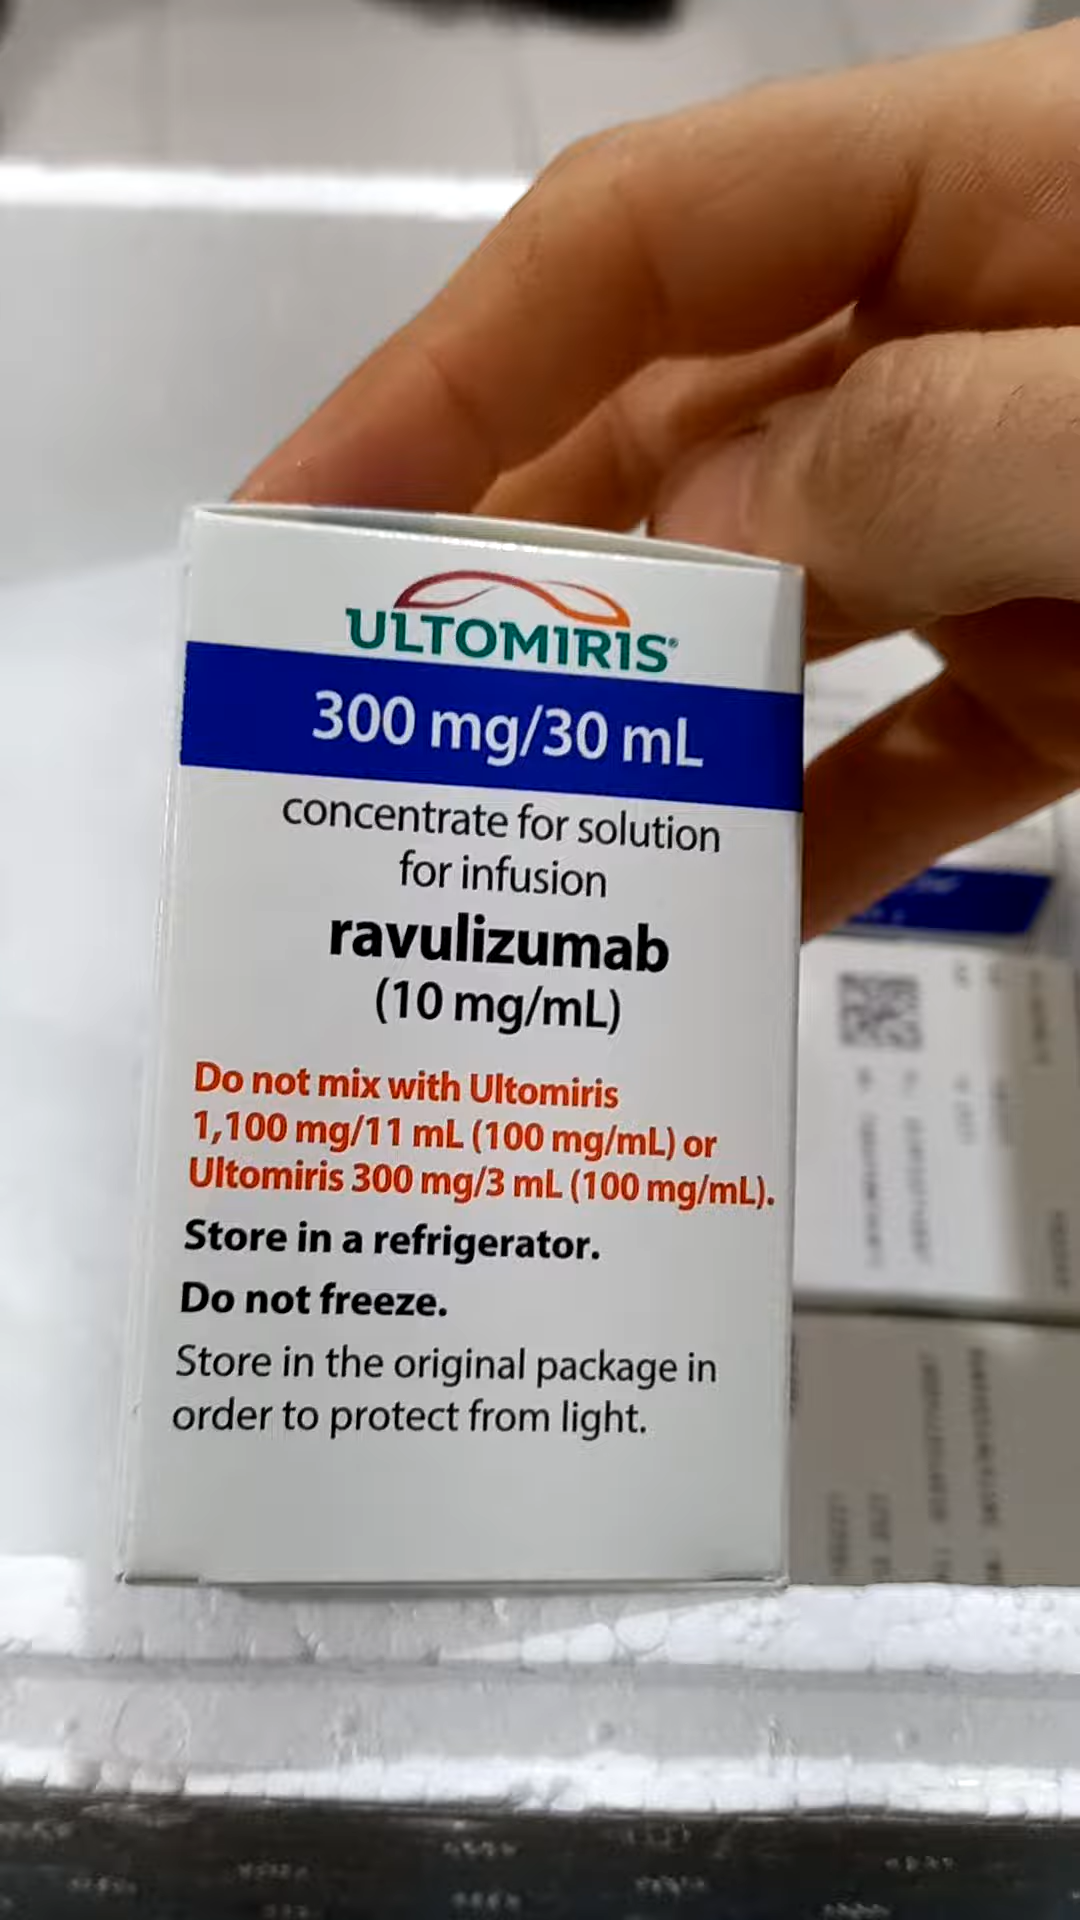 ULTOMIRIS®
300 mg/30 mL
concentrate for solution
for infusion
ravulizumab
(10 mg/mL)
Do not mix with Ultomiris
1,100 mg/11 mL (100 mg/mL) or
Ultomiris 300 mg/3 mL (100 mg/mL).
Store in a refrigerator.
Do not freeze.
Store in the original package in
order to protect from light.